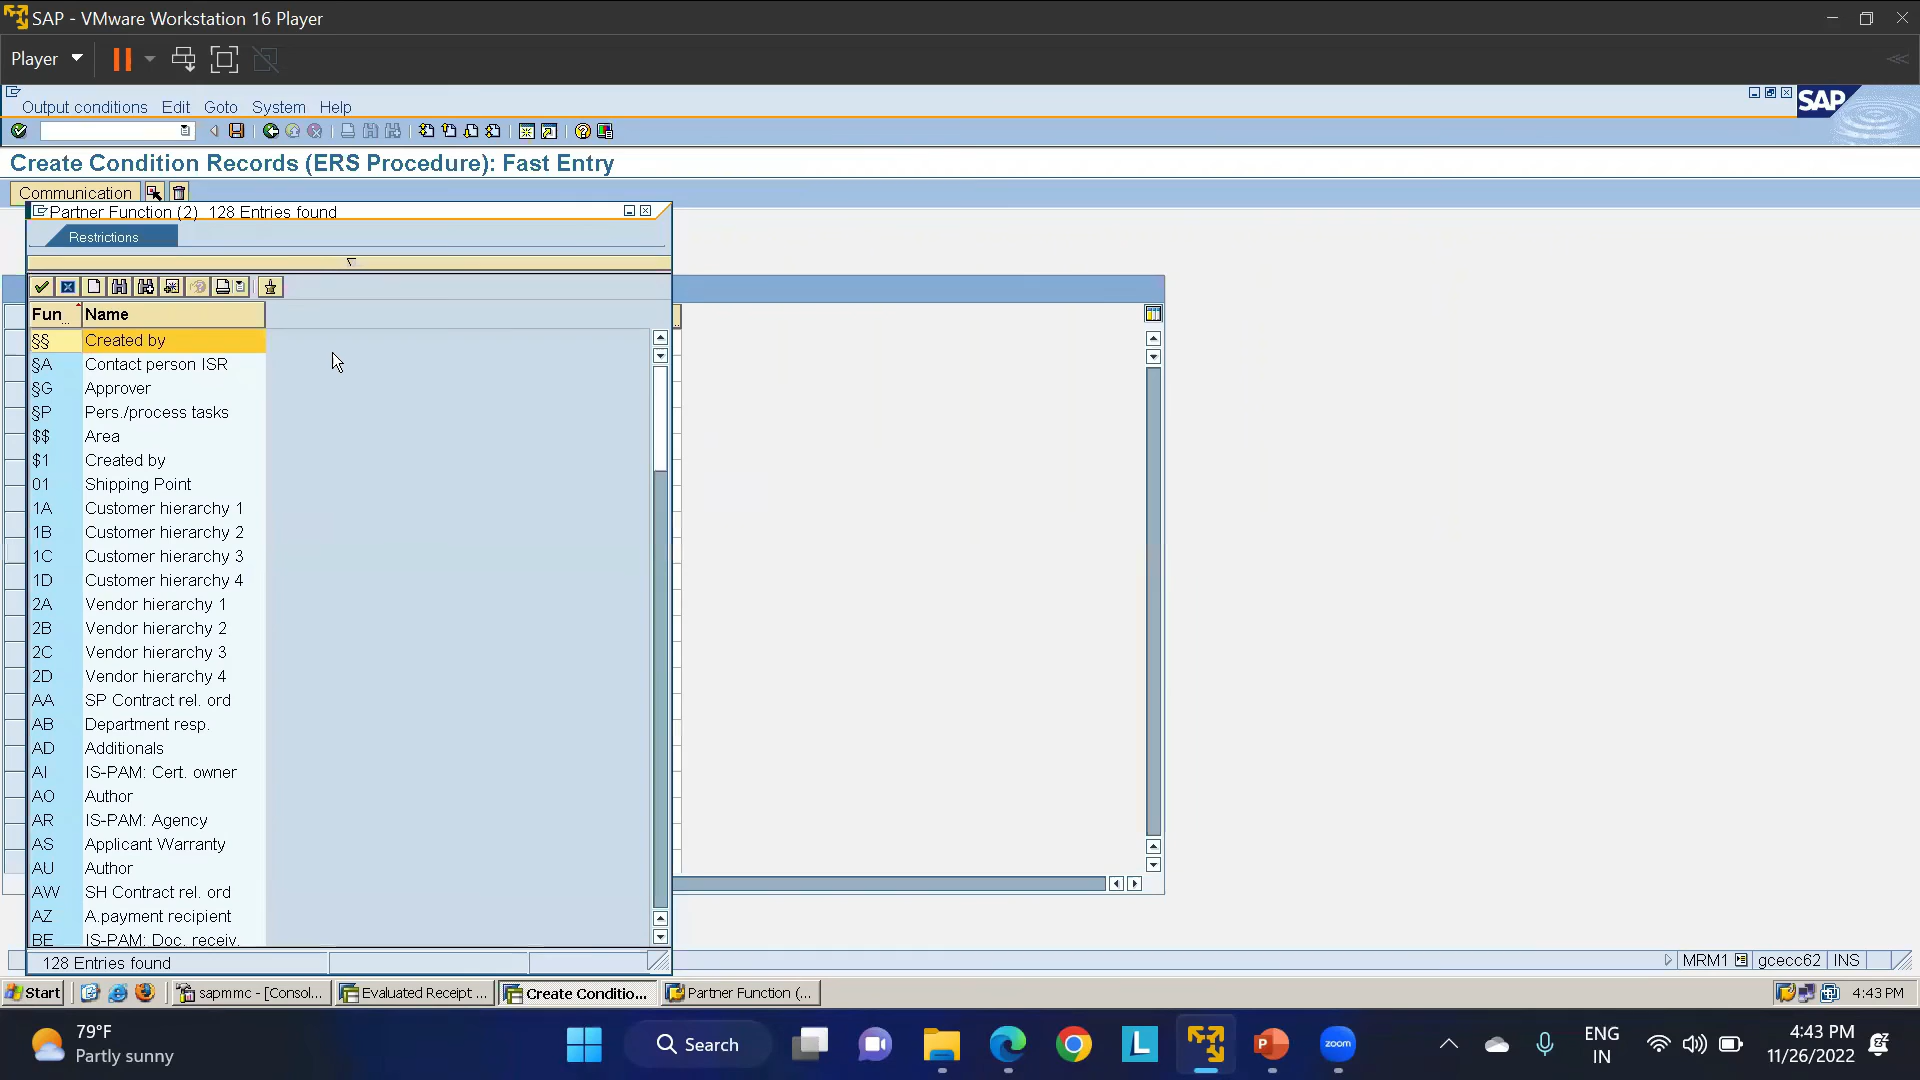 SAP - VMware Workstation 16 Player
Player
Output conditions Edit Goto System Help
SAP
Create Condition Records (ERS Procedure): Fast Entry
Communication
Partner Function (2) 128 Entries found
Restrictions
Fun.. Name
§§ Created by
§A Contact person ISR
§G Approver
§P Pers./process tasks
$$ Area
$1 Created by
01 Shipping Point
1A Customer hierarchy 1
1B Customer hierarchy 2
1C Customer hierarchy 3
1D Customer hierarchy 4
2A Vendor hierarchy 1
2B Vendor hierarchy 2
2C Vendor hierarchy 3
2D Vendor hierarchy 4
AA SP Contract rel. ord
AB Department resp.
AD Additionals
AI IS-PAM: Cert. owner
AO Author
AR IS-PAM: Agency
AS Applicant Warranty
AU Author
AW SH Contract rel. ord
AZ A.payment recipient
BE IS-PAM: Doc. receiv.
128 Entries found
MRM1 gcecc62 INS
Start sapmmc - [Consol... Evaluated Receipt ... Create Conditio... Partner Function (... 4:43 PM
79°F
Partly sunny
Search
L
P
zoom
ENG
IN
4:43 PM
11/26/2022